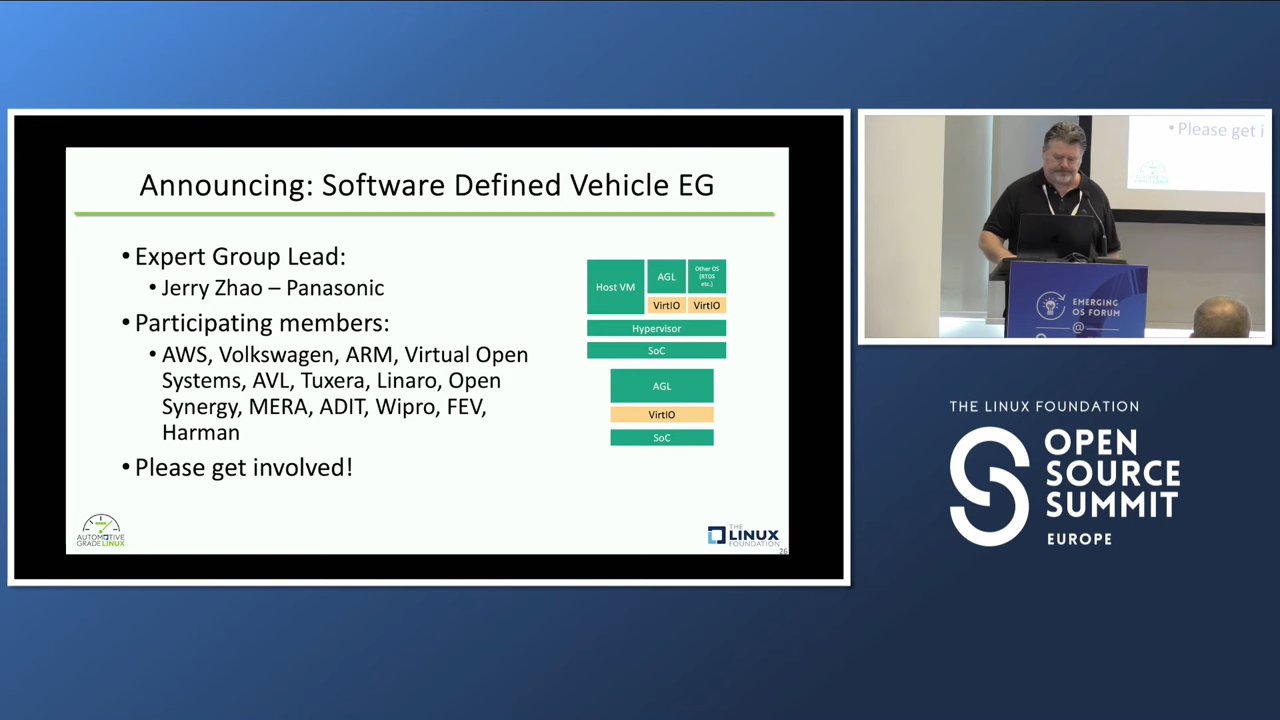 Announcing: Software Defined Vehicle EG
• Expert Group Lead:
• Jerry Zhao – Panasonic
• Participating members:
• AWS, Volkswagen, ARM, Virtual Open
Systems, AVL, Tuxera, Linaro, Open
Synergy, MERA, ADIT, Wipro, FEV,
Harman
• Please get involved!
Host VM
AGL
Other OS
(RTOS
etc.)
VirtIO
VirtIO
Hypervisor
SoC
AGL
VirtIO
SoC
AUTOMOTIVE
GRADE LINUX
THE
LINUX
FOUNDATION
26
• Please get i
EMERGING
OS FORUM
@
THE LINUX FOUNDATION
OPEN
SOURCE
SUMMIT
EUROPE